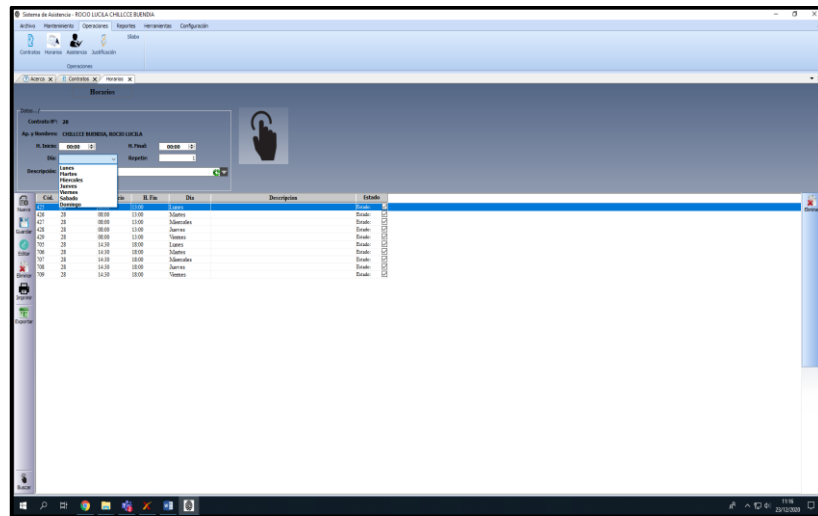 Sistema de Asistencia - ROCIO LUCILA CHILLCCE BUENDIA
Archivo Mantenimiento Operaciones Reportes Herramientas Configuración
Contratos Horarios Asistencia Justificación
Slabo
Operaciones
Acerca x Contratos x Horarios x
Horarios
Datos:
Contrato Nº: 28
Ap. y Nombres: CHILLCCE BUENDIA, ROCIO LUCILA
H. Inicio: 00:00 H. Final: 00:00
Día: Repetir: 1
Descripción:
Lunes
Martes
Miercoles
Jueves
Viernes
Sabado
Domingo
Nuevo
Guardar
Editar
Eliminar
Imprimir
Exportar
Buscar
Eliminar
Cód. H. Fin Dia Descripcion Estado
425 13:00 Lunes Estado:
426 28 08:00 13:00 Martes Estado:
427 28 08:00 13:00 Miercoles Estado:
428 28 08:00 13:00 Jueves Estado:
429 28 08:00 13:00 Viernes Estado:
705 28 14:30 18:00 Lunes Estado:
706 28 14:30 18:00 Martes Estado:
707 28 14:30 18:00 Miercoles Estado:
708 28 14:30 18:00 Jueves Estado:
709 28 14:30 18:00 Viernes Estado:
11:16
23/12/2020